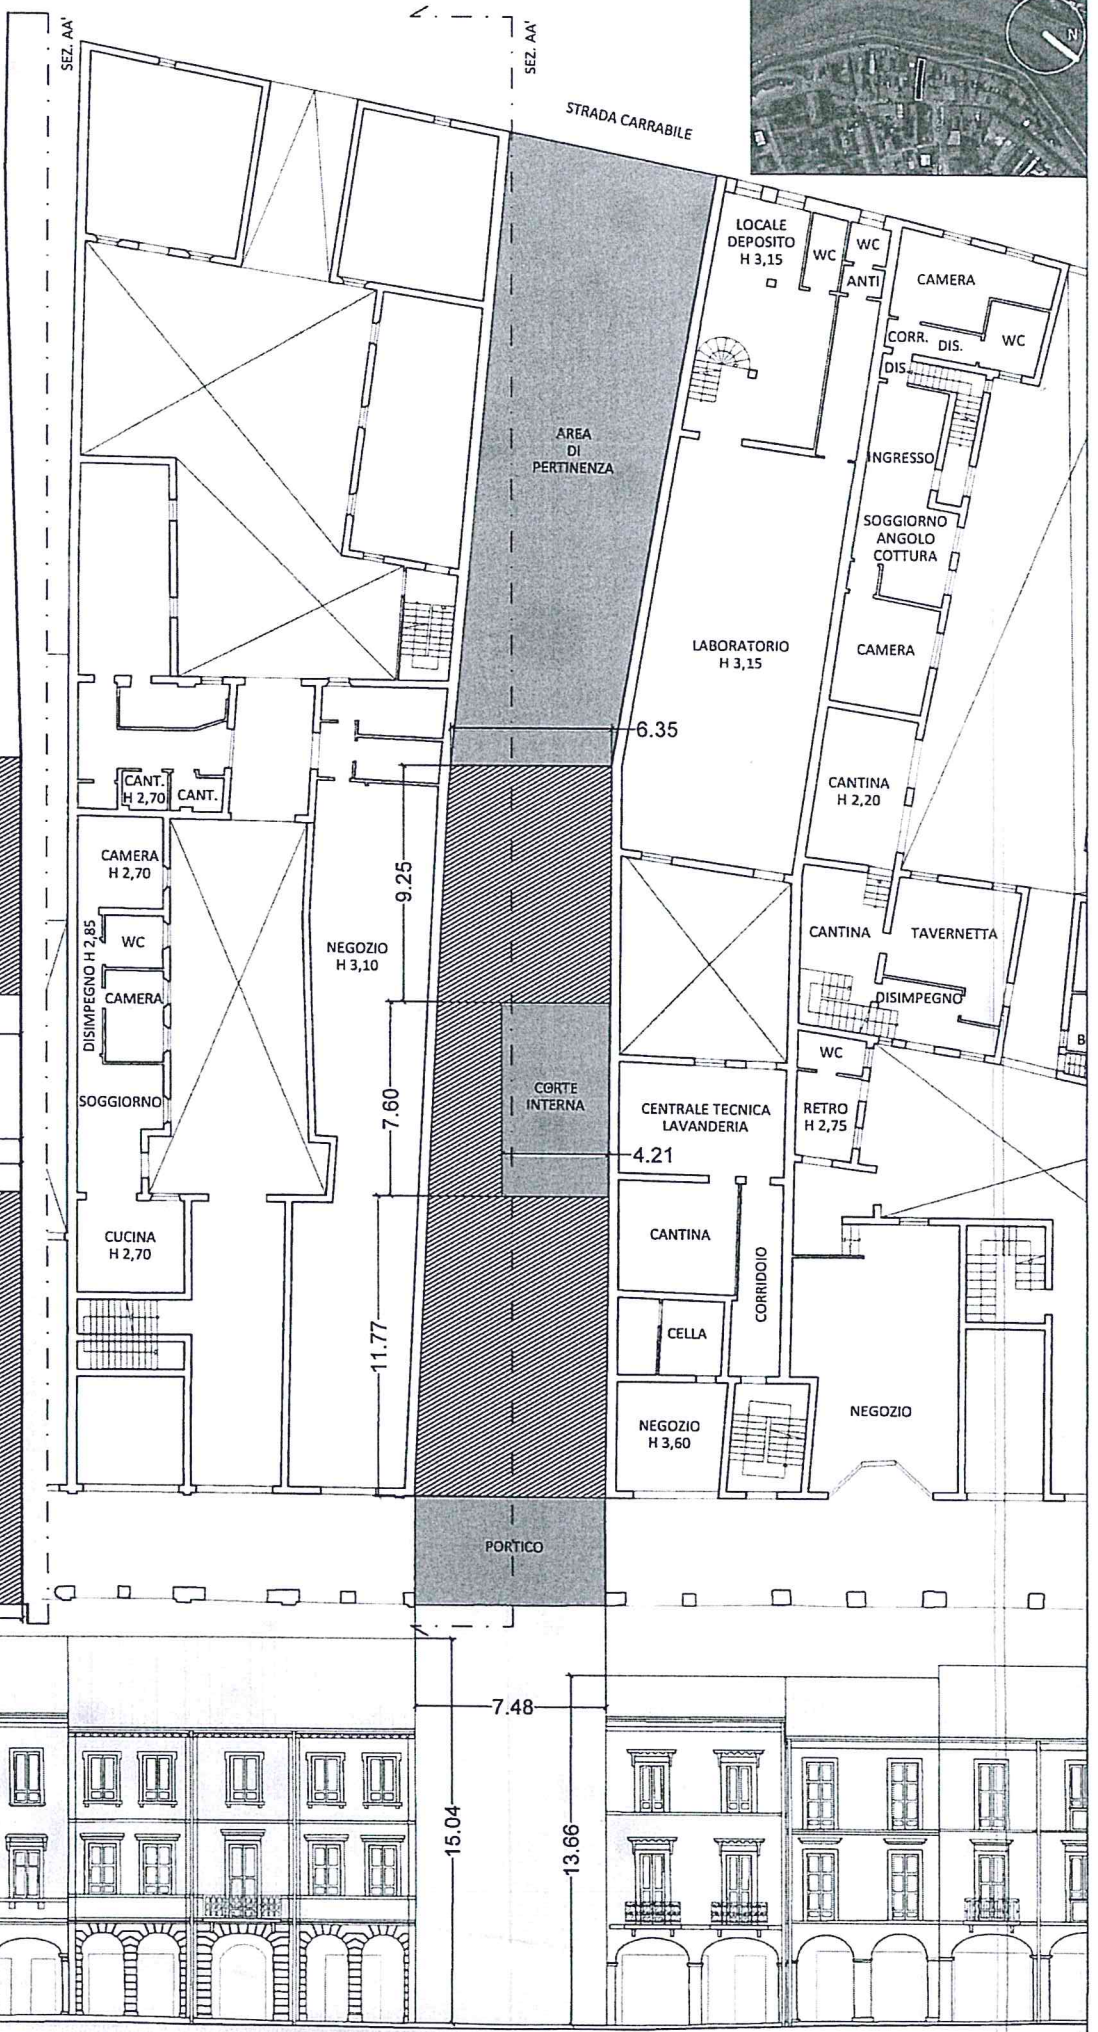 SEZ. AA'
SEZ. AA'
N
STRADA CARRABILE
LOCALE
DEPOSITO
H 3,15
WC
WC
ANTI
CAMERA
CORR.
DIS.
WC
DIS.
AREA
DI
PERTINENZA
INGRESSO
SOGGIORNO
ANGOLO
COTTURA
LABORATORIO
H 3,15
CAMERA
6.35
CANT.
H 2,70
CANT.
CANTINA
H 2,20
CAMERA
H 2,70
9.25
DISIMPEGNO H 2,85
WC
NEGOZIO
H 3,10
CANTINA
TAVERNETTA
CAMERA
DISIMPEGNO
B
WC
SOGGIORNO
7.60
CORTE
INTERNA
CENTRALE TECNICA
LAVANDERIA
RETRO
H 2,75
4.21
CUCINA
H 2,70
CANTINA
CORRIDOIO
11.77
CELLA
NEGOZIO
H 3,60
NEGOZIO
PORTICO
7.48
15.04
13.66